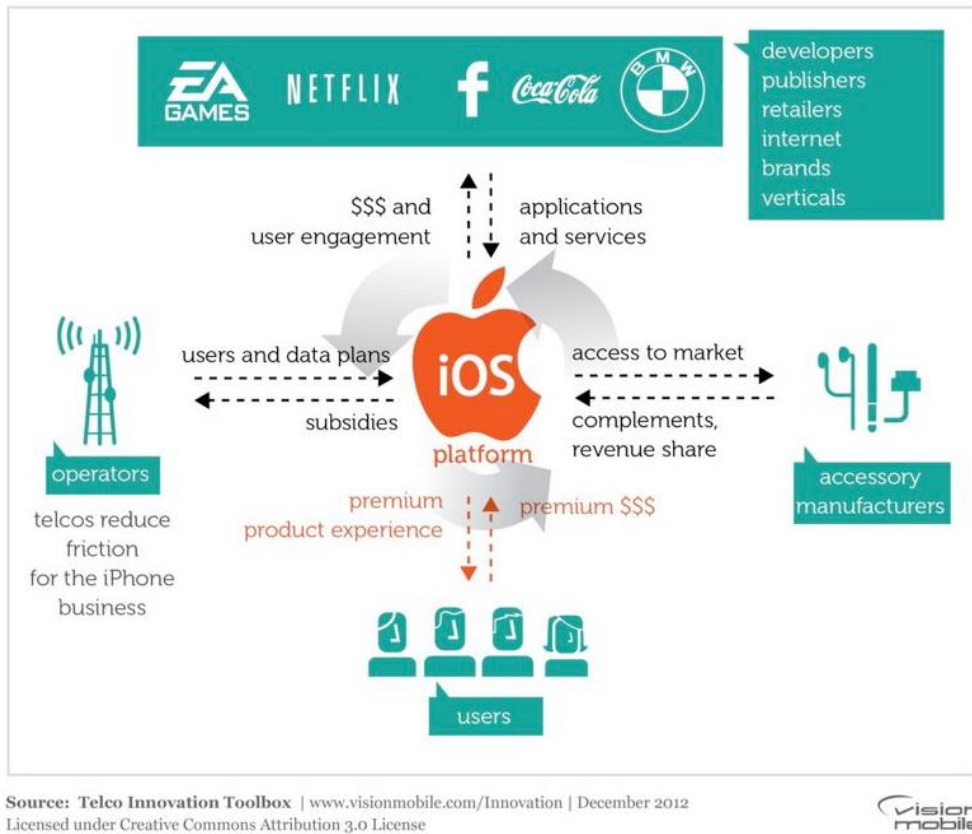 EA
GAMES
NETFLIX
f
Coca-Cola
BMW
developers
publishers
retailers
internet
brands
verticals
$$$ and
user engagement
applications
and services
users and data plans
subsidies
iOS
platform
access to market
complements,
revenue share
operators
telcos reduce
friction
for the iPhone
business
accessory
manufacturers
premium
product experience
premium $$$
users
Source: Telco Innovation Toolbox | www.visionmobile.com/Innovation | December 2012
Licensed under Creative Commons Attribution 3.0 License
vision
mobile